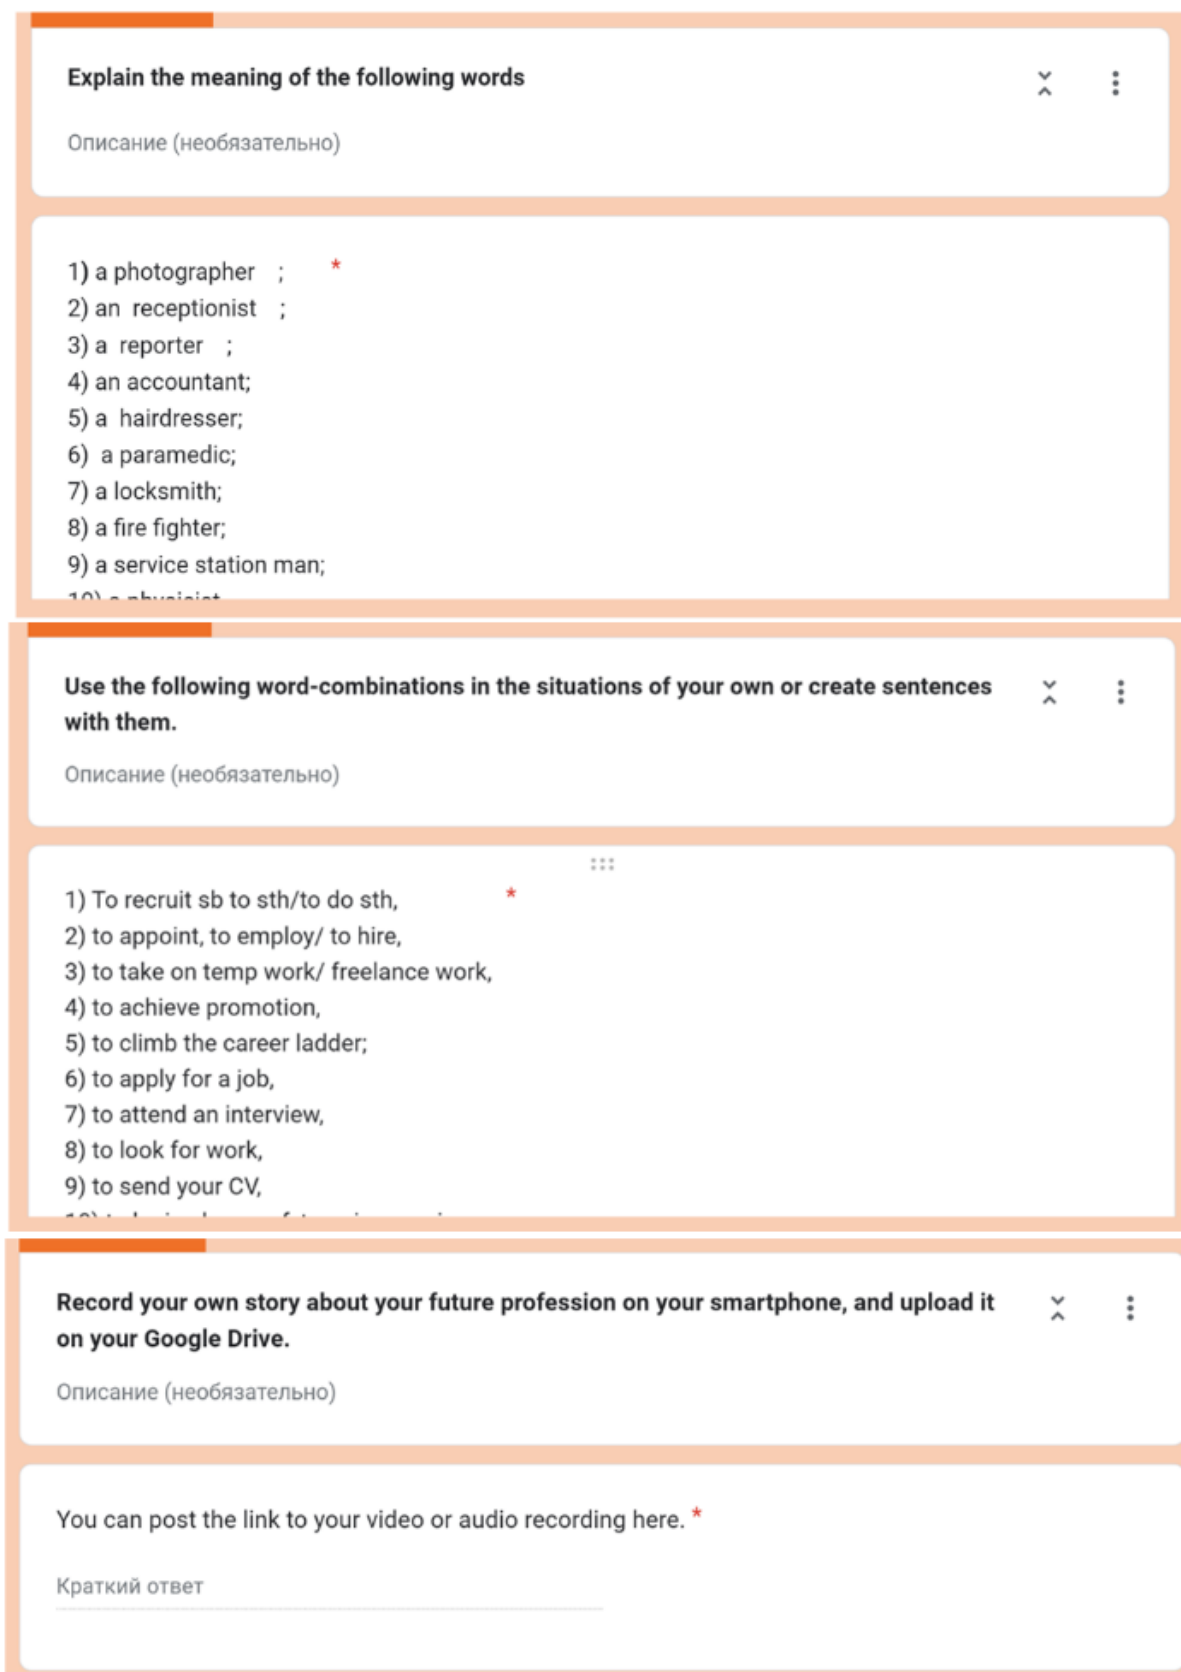 Explain the meaning of the following words
Описание (необязательно)
1) a photographer ; *
2) an receptionist ;
3) a reporter ;
4) an accountant;
5) a hairdresser;
6) a paramedic;
7) a locksmith;
8) a fire fighter;
9) a service station man;
10) a physicist
Use the following word-combinations in the situations of your own or create sentences
with them.
Описание (необязательно)
1) To recruit sb to sth/to do sth, *
2) to appoint, to employ/ to hire,
3) to take on temp work/ freelance work,
4) to achieve promotion,
5) to climb the career ladder;
6) to apply for a job,
7) to attend an interview,
8) to look for work,
9) to send your CV,
Record your own story about your future profession on your smartphone, and upload it
on your Google Drive.
Описание (необязательно)
You can post the link to your video or audio recording here. *
Краткий ответ